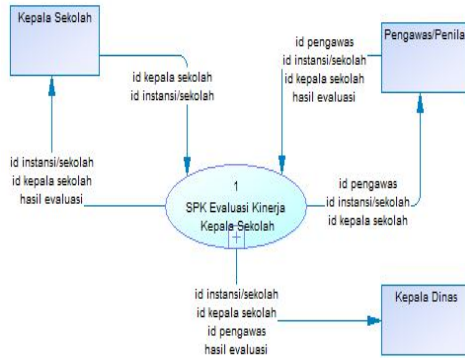 Kepala Sekolah
id kepala sekolah
id instansi/sekolah
id pengawas
id instansi/sekolah
id kepala sekolah
hasil evaluasi
Pengawas/Penilai
id instansi/sekolah
id kepala sekolah
hasil evaluasi
1
SPK Evaluasi Kinerja
Kepala Sekolah
id pengawas
id instansi/sekolah
id kepala sekolah
id instansi/sekolah
id kepala sekolah
id pengawas
hasil evaluasi
Kepala Dinas